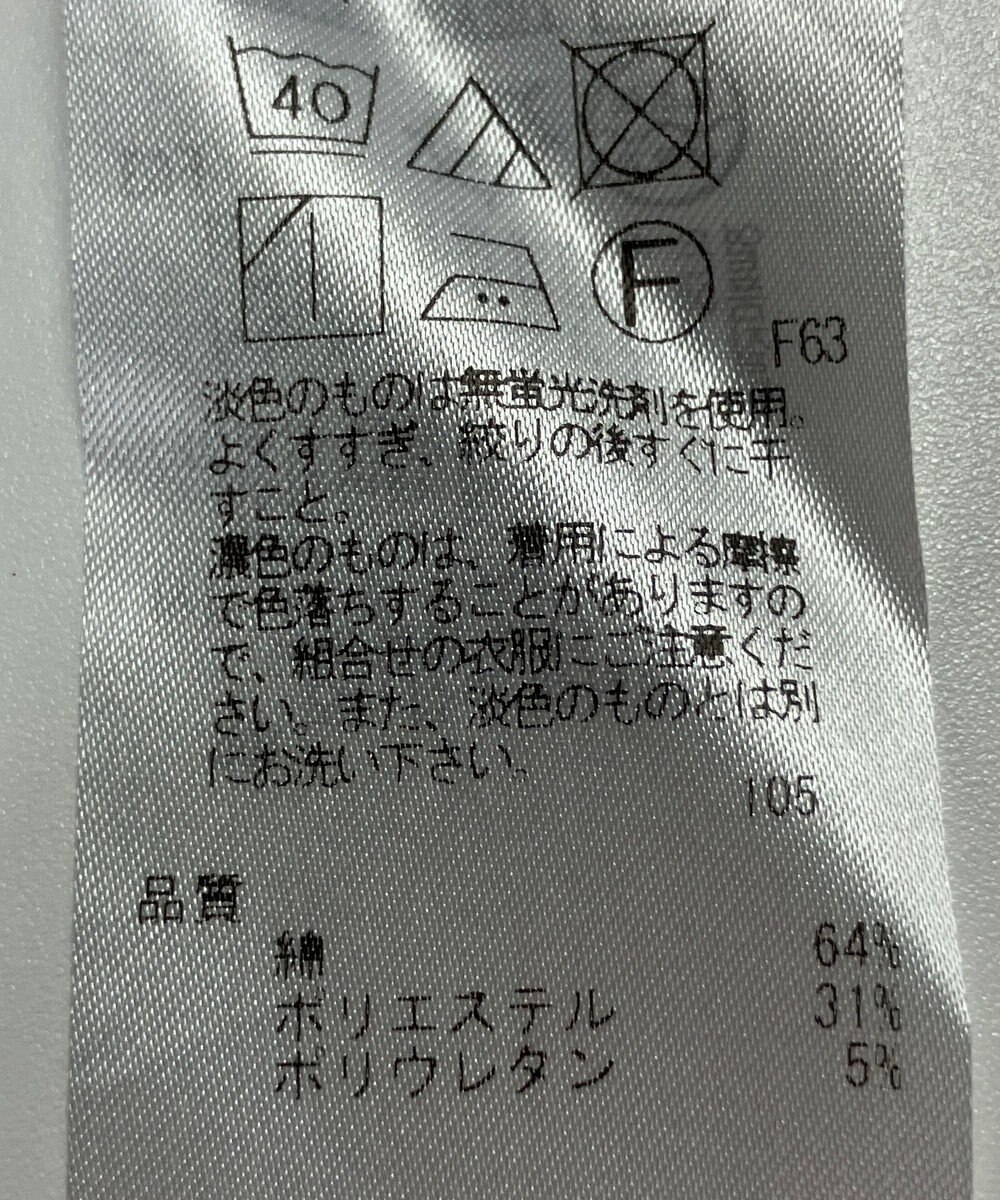 40
F
F63
淡色のものは無蛍光洗剤を使用。
よくすすぎ、絞りの後すぐに干
すこと。
濃色のものは、着用による摩擦
で色落ちすることがありますの
で、組合せの衣服にご注意くだ
さい。また、淡色のものとは別
にお洗い下さい。
105
品質
綿 64%
ポリエステル 31%
ポリウレタン 5%